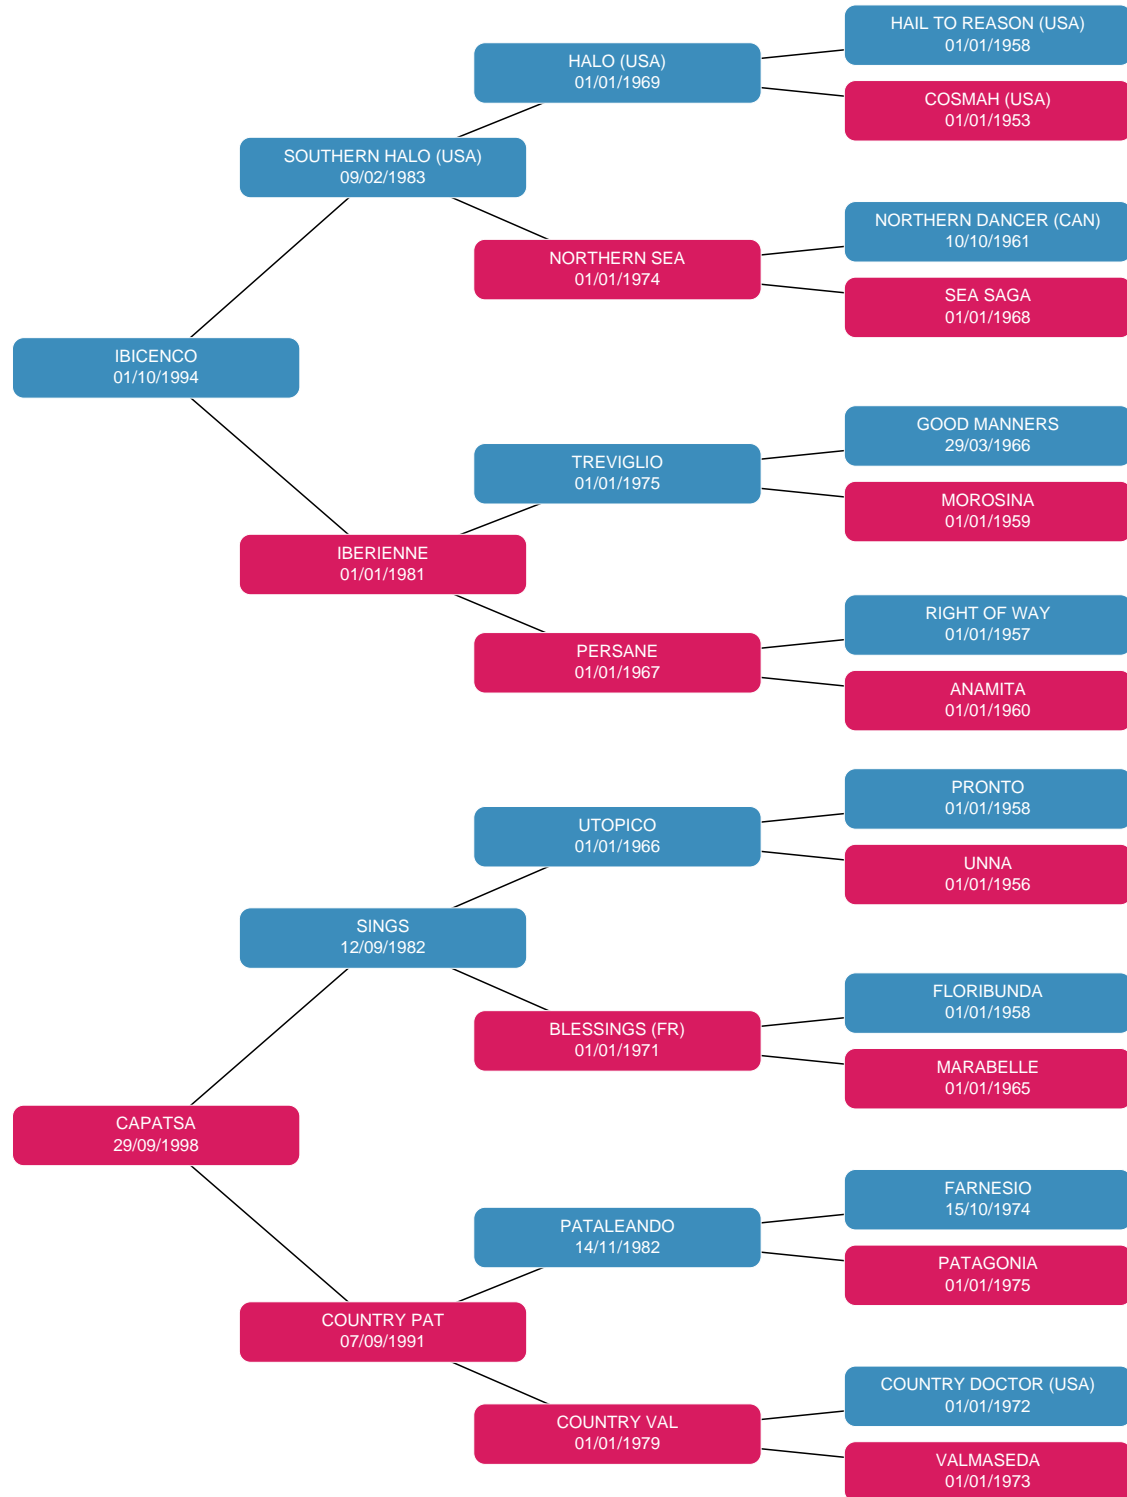 HAIL TO REASON (USA)
01/01/1958
HALO (USA)
01/01/1969
COSMAH (USA)
01/01/1953
SOUTHERN HALO (USA)
09/02/1983
NORTHERN DANCER (CAN)
10/10/1961
NORTHERN SEA
01/01/1974
SEA SAGA
01/01/1968
IBICENCO
01/10/1994
GOOD MANNERS
29/03/1966
TREVIGLIO
01/01/1975
MOROSINA
01/01/1959
IBERIENNE
01/01/1981
RIGHT OF WAY
01/01/1957
PERSANE
01/01/1967
ANAMITA
01/01/1960
PRONTO
01/01/1958
UTOPICO
01/01/1966
UNNA
01/01/1956
SINGS
12/09/1982
FLORIBUNDA
01/01/1958
BLESSINGS (FR)
01/01/1971
MARABELLE
01/01/1965
CAPATSA
29/09/1998
FARNESIO
15/10/1974
PATALEANDO
14/11/1982
PATAGONIA
01/01/1975
COUNTRY PAT
07/09/1991
COUNTRY DOCTOR (USA)
01/01/1972
COUNTRY VAL
01/01/1979
VALMASEDA
01/01/1973